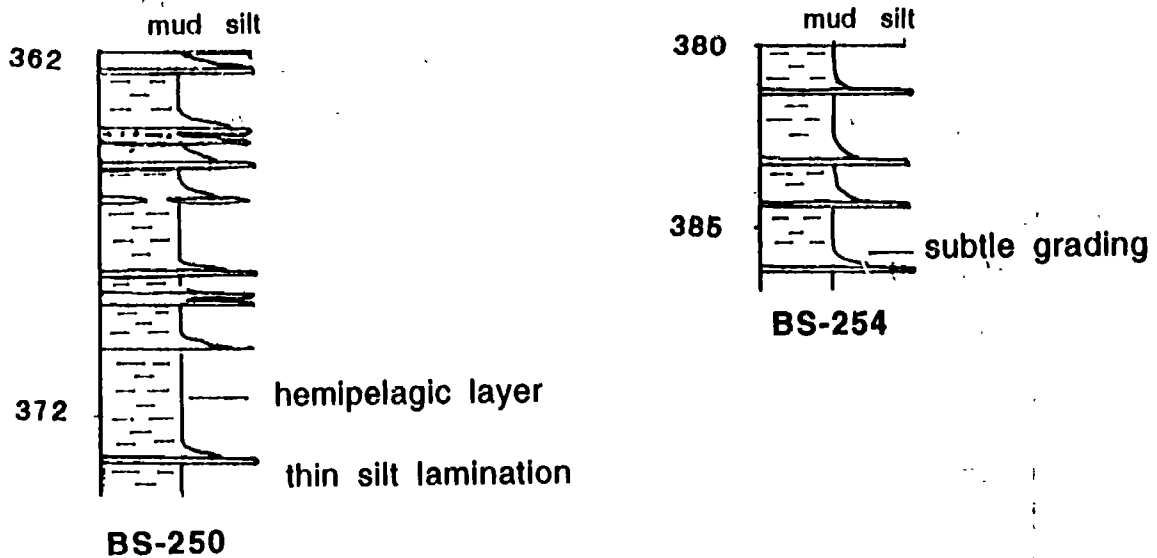 mud silt
362
372
hemipelagic layer
thin silt lamination
BS-250
mud silt
380
385
subtle grading
BS-254